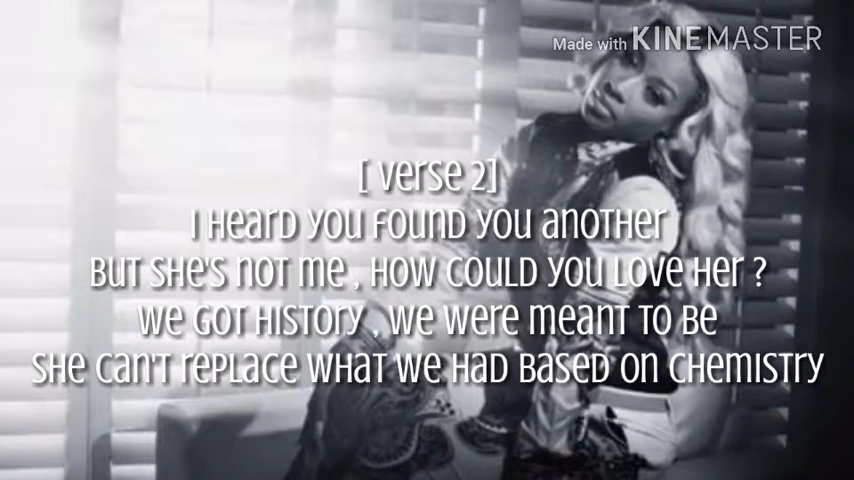 Made with KINEMASTER
[ verse 2]
I Heard you found you another
But she's not me , How could you love Her ?
we got History , we were meant to be
She can't replace what we had based on chemistry